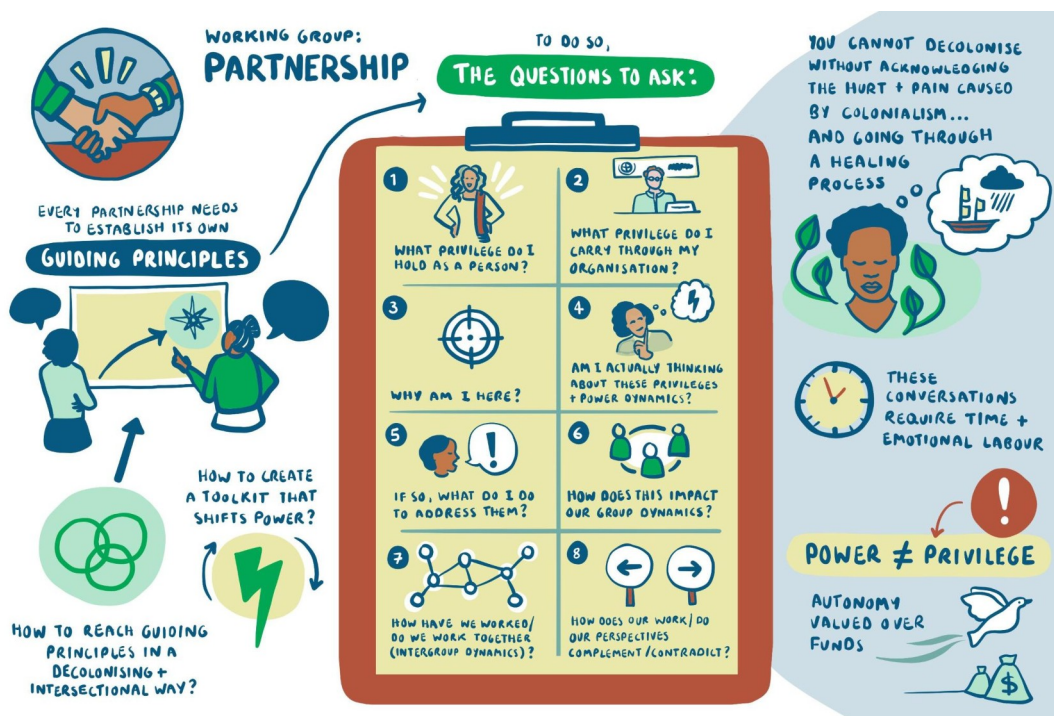 WORKING GROUP:
PARTNERSHIP
EVERY PARTNERSHIP NEEDS
TO ESTABLISH ITS OWN
GUIDING PRINCIPLES
HOW TO REACH GUIDING
PRINCIPLES IN A
DECOLONISING +
INTERSECTIONAL WAY?
HOW TO CREATE
A TOOLKIT THAT
SHIFTS POWER?
TO DO SO,
THE QUESTIONS TO ASK:
1
WHAT PRIVILEGE DO I
HOLD AS A PERSON?
2
WHAT PRIVILEGE DO I
CARRY THROUGH MY
ORGANISATION?
3
WHY AM I HERE?
4
AM I ACTUALLY THINKING
ABOUT THESE PRIVILEGES
+ POWER DYNAMICS?
5
!
IF SO, WHAT DO I DO
TO ADDRESS THEM?
6
HOW DOES THIS IMPACT
OUR GROUP DYNAMICS?
7
HOW HAVE WE WORKED/
DO WE WORK TOGETHER
(INTERGROUP DYNAMICS)?
8
HOW DOES OUR WORK/DO
OUR PERSPECTIVES
COMPLEMENT/CONTRADICT?
YOU CANNOT DECOLONISE
WITHOUT ACKNOWLEDGING
THE HURT + PAIN CAUSED
BY COLONIALISM...
AND GOING THROUGH
A HEALING
PROCESS
THESE
CONVERSATIONS
REQUIRE TIME +
EMOTIONAL LABOUR
!
POWER ≠ PRIVILEGE
AUTONOMY
VALUED OVER
FUNDS
$